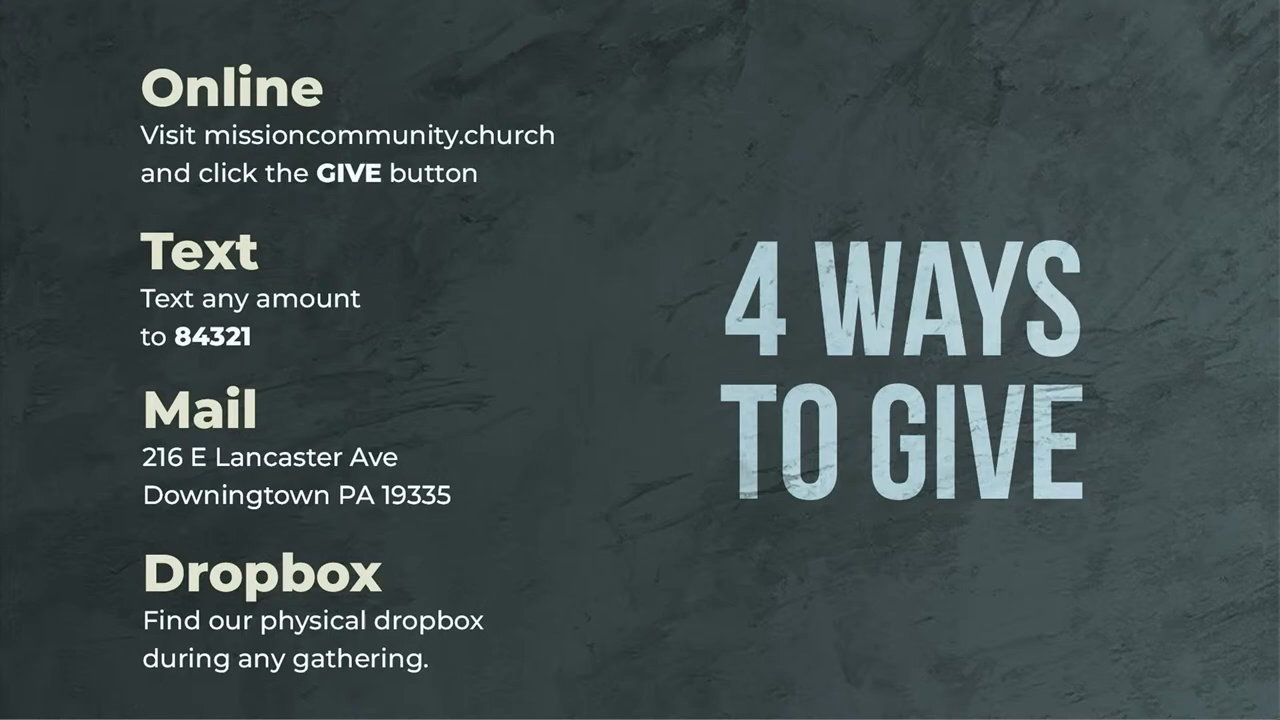 Online
Visit missioncommunity.church
and click the GIVE button
Text
Text any amount
to 84321
Mail
216 E Lancaster Ave
Downingtown PA 19335
Dropbox
Find our physical dropbox
during any gathering.
4 WAYS
TO GIVE